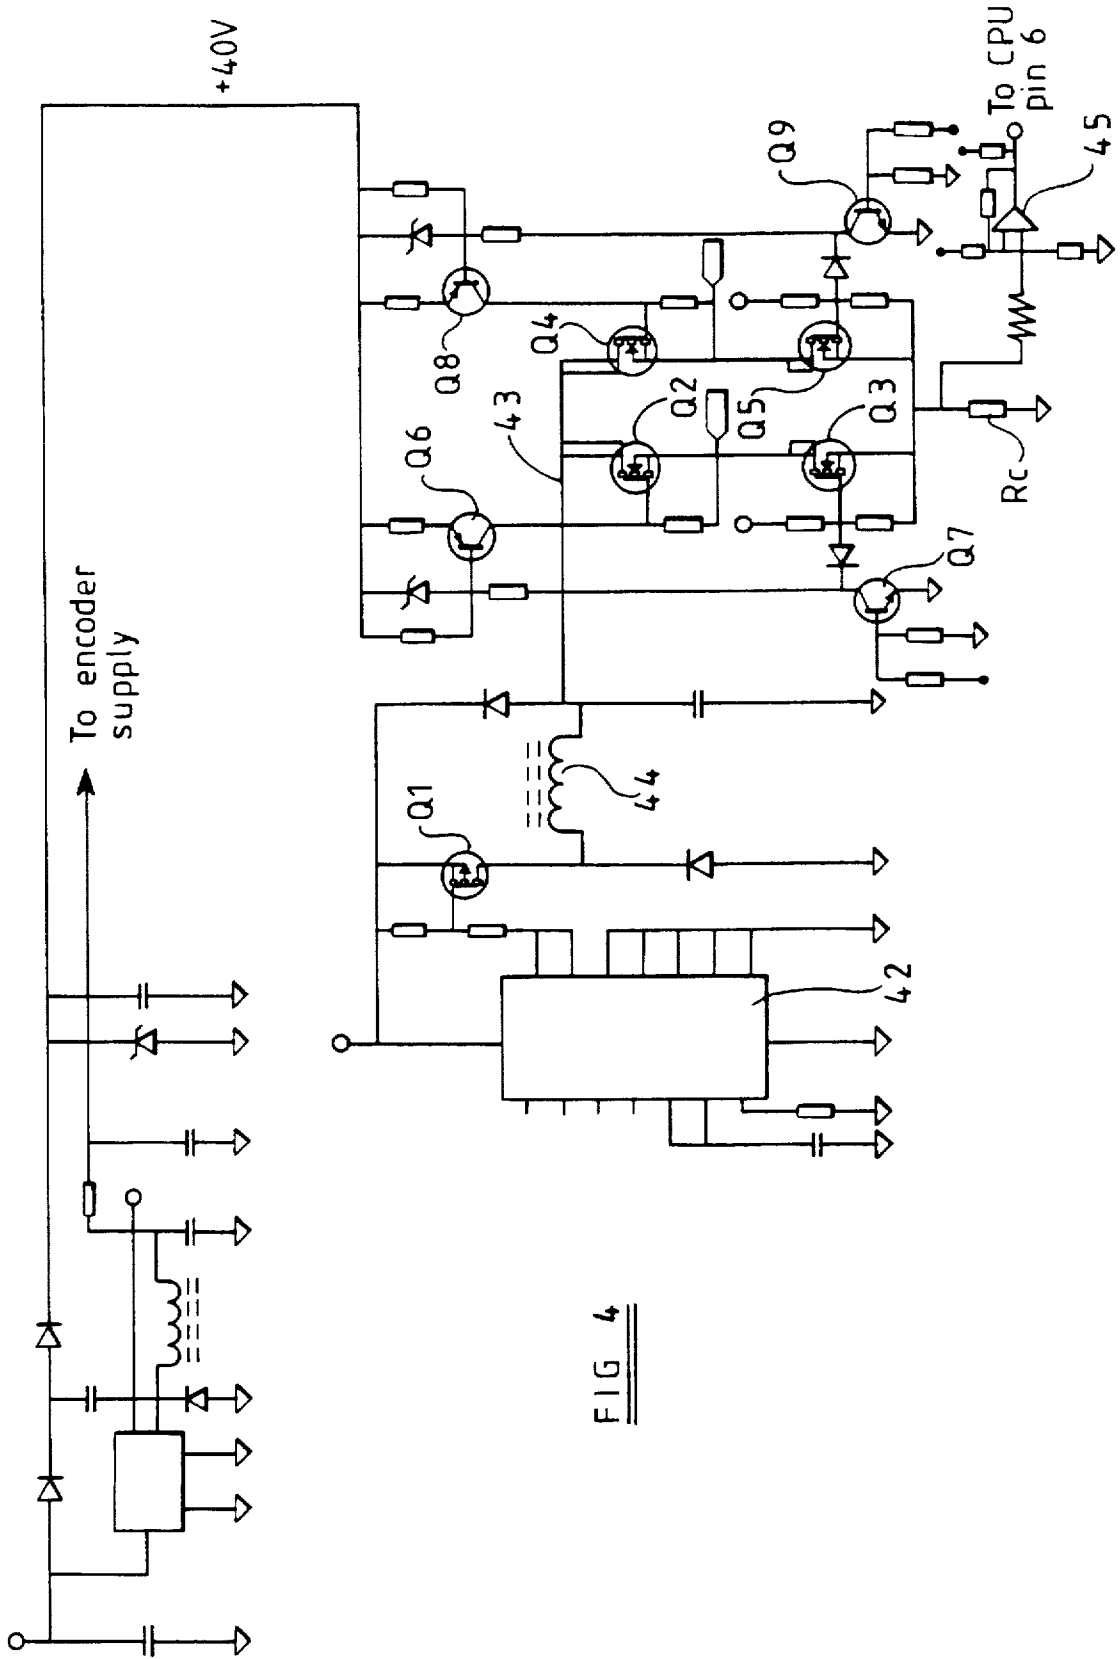 +40V
To encoder
supply
Q8
Q6
Q9
To CPU
pin 6
45
Q4
43
Q2
Q5
Q3
Rc
Q7
Q1
44
42
FIG 4